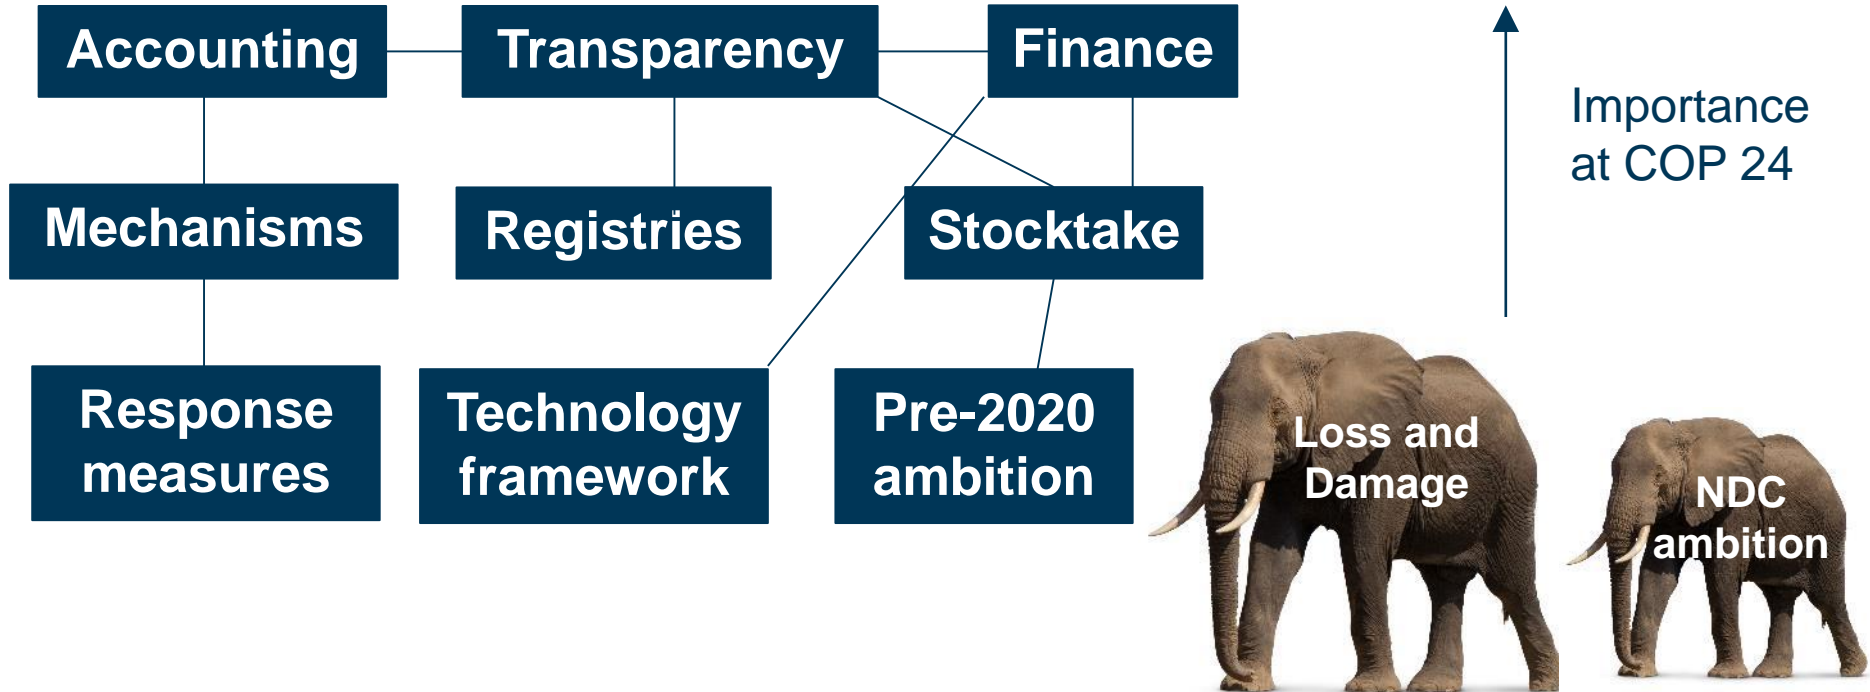 Accounting
Transparency
Finance
Importance
at COP 24
Mechanisms
Registries
Stocktake
Response
measures
Technology
framework
Pre-2020
ambition
Loss and
Damage
NDC
ambition